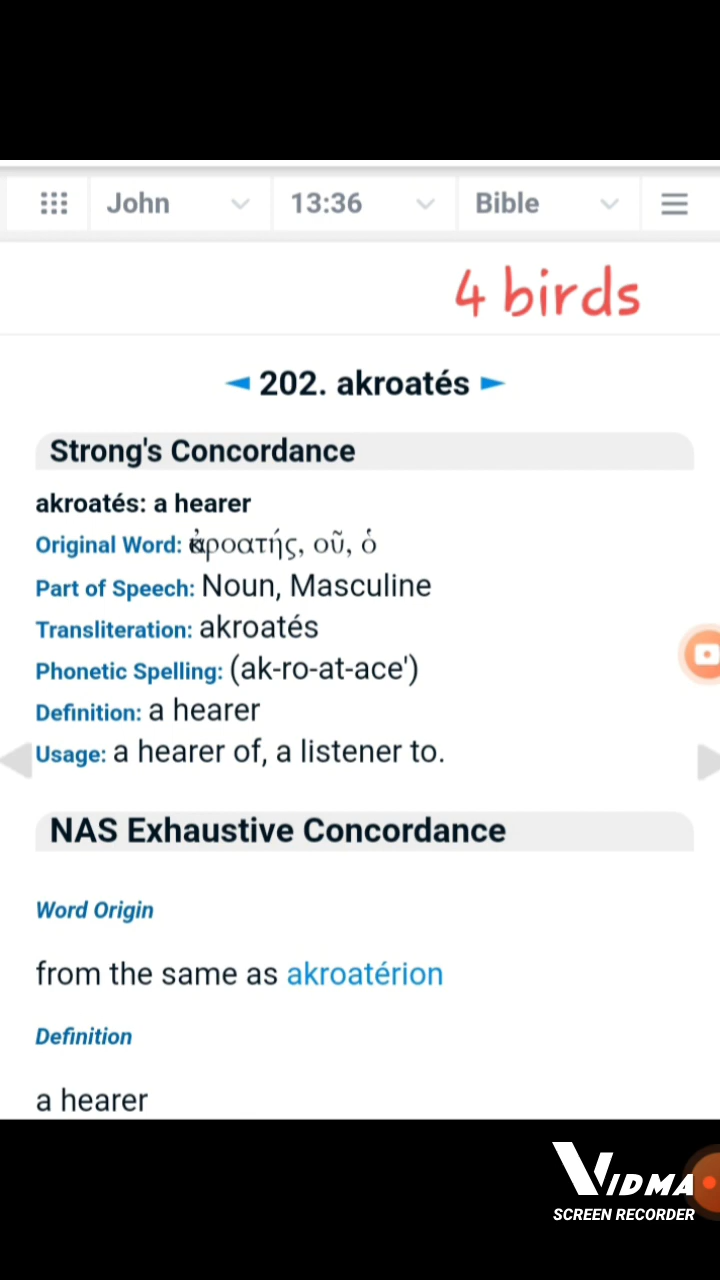 John 13:36 Bible
4 birds
202. akroatés
Strong's Concordance
akroatés: a hearer
Original Word: ἀκροατής, οῦ, ὁ
Part of Speech: Noun, Masculine
Transliteration: akroatés
Phonetic Spelling: (ak-ro-at-ace')
Definition: a hearer
Usage: a hearer of, a listener to.
NAS Exhaustive Concordance
Word Origin
from the same as akroatérion
Definition
a hearer
VIDMA
SCREEN RECORDER